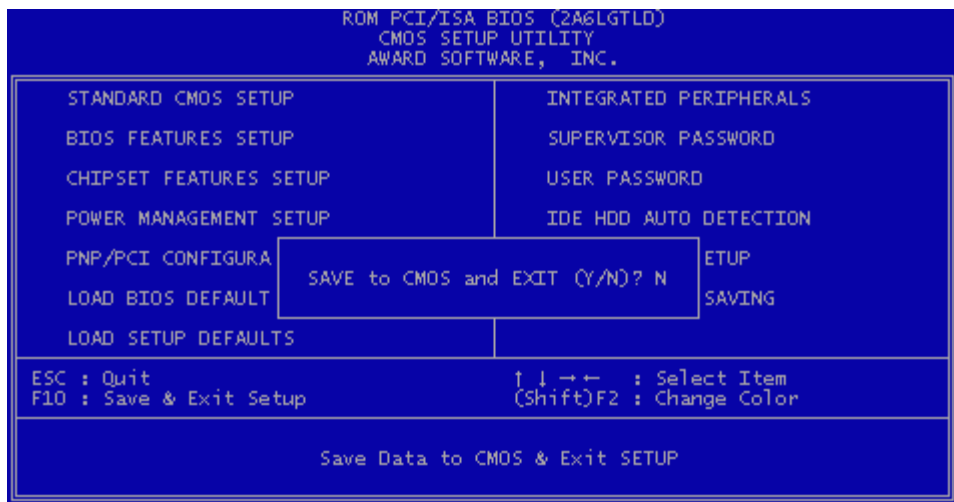 ROM PCI/ISA BIOS (2A6LGTLD)
CMOS SETUP UTILITY
AWARD SOFTWARE, INC.
STANDARD CMOS SETUP
BIOS FEATURES SETUP
CHIPSET FEATURES SETUP
POWER MANAGEMENT SETUP
PNP/PCI CONFIGURA
LOAD BIOS DEFAULT
LOAD SETUP DEFAULTS
INTEGRATED PERIPHERALS
SUPERVISOR PASSWORD
USER PASSWORD
IDE HDD AUTO DETECTION
ETUP
SAVING
SAVE to CMOS and EXIT (Y/N)? N
ESC : Quit
F10 : Save & Exit Setup
↑ ↓ → ← : Select Item
(Shift)F2 : Change Color
Save Data to CMOS & Exit SETUP